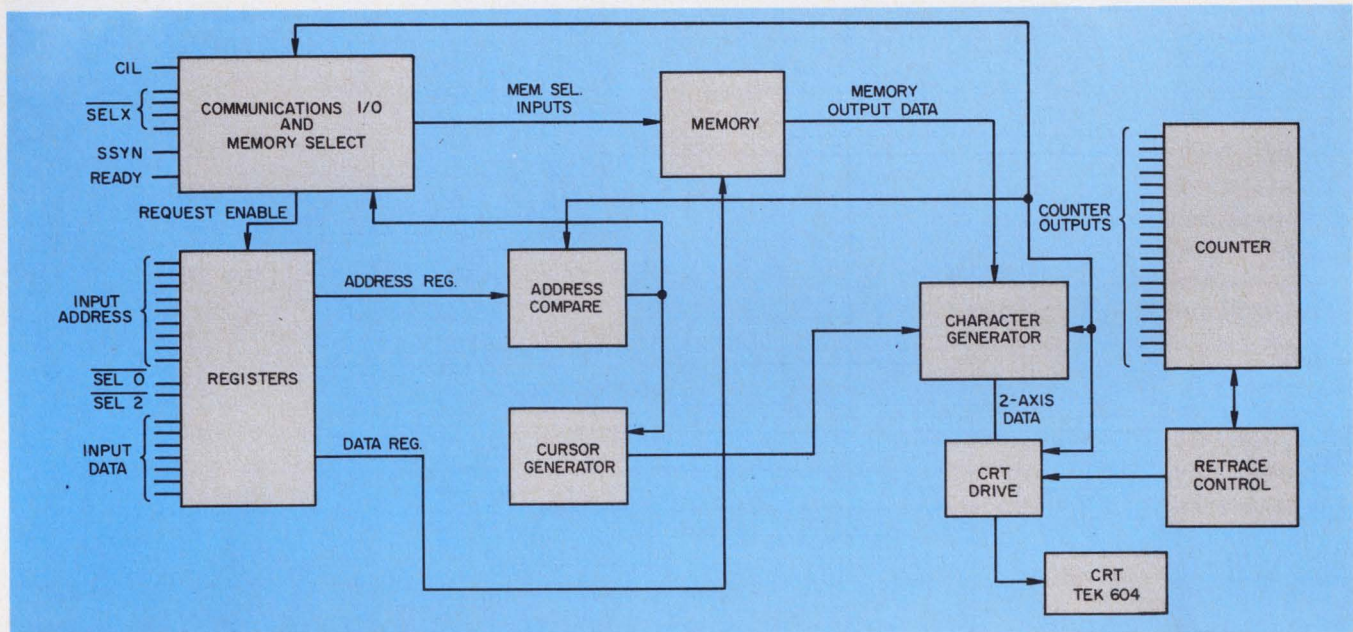 CIL
SELX
SSYN
READY
COMMUNICATIONS I/O
AND
MEMORY SELECT
MEM. SEL.
INPUTS
MEMORY
MEMORY
OUTPUT DATA
COUNTER
OUTPUTS
COUNTER
REQUEST ENABLE
INPUT
ADDRESS
SEL 0
SEL 2
INPUT
DATA
REGISTERS
ADDRESS REG.
DATA REG.
ADDRESS
COMPARE
CURSOR
GENERATOR
CHARACTER
GENERATOR
2-AXIS
DATA
CRT
DRIVE
RETRACE
CONTROL
CRT
TEK 604